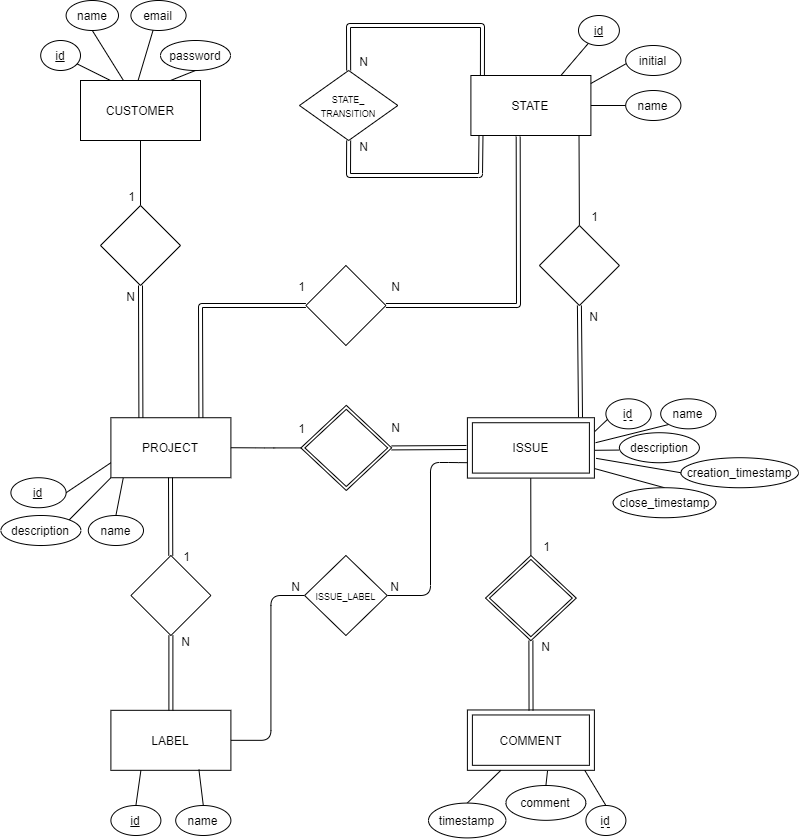 name
email
id
initial
id
password
N
STATE_
TRANSITION
CUSTOMER
STATE
name
N
1
1
N
1
N
N
1
N
id
name
PROJECT
ISSUE
description
id
creation_timestamp
close_timestamp
description
name
1
1
N
N
ISSUE_LABEL
N
N
LABEL
COMMENT
comment
id
name
timestamp
id